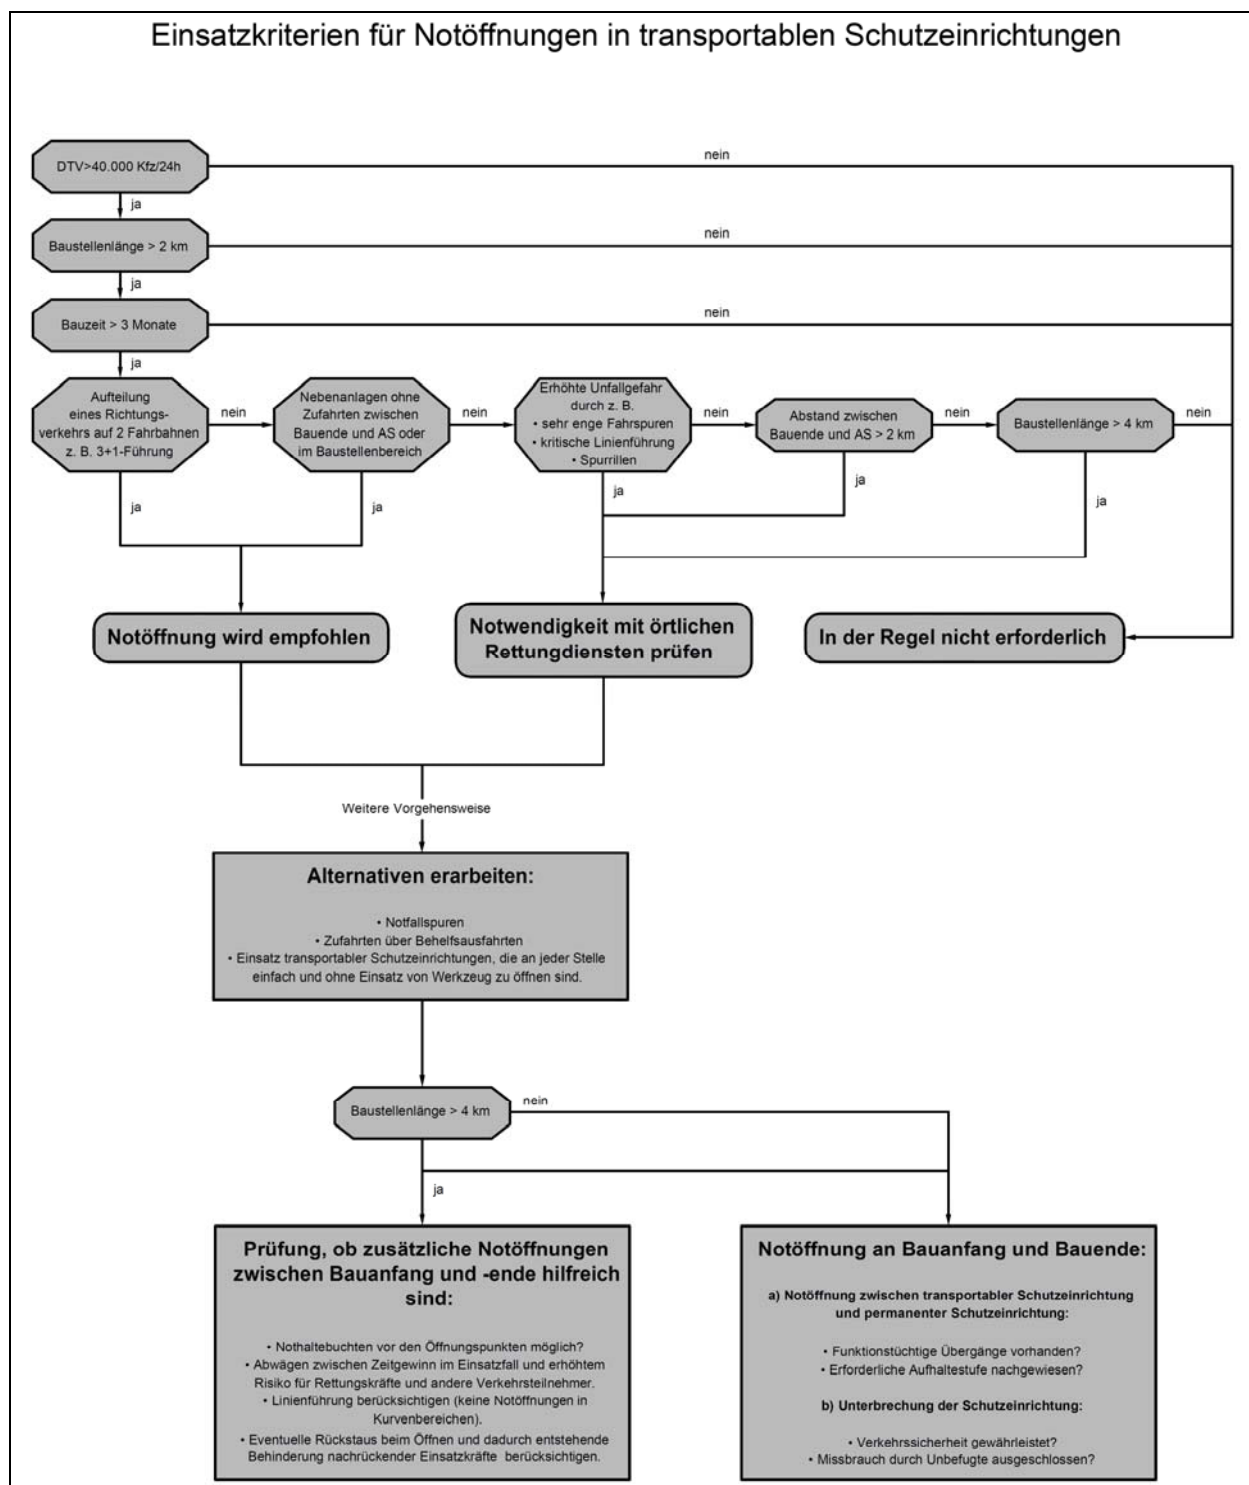 Einsatzkriterien für Notöffnungen in transportablen Schutzeinrichtungen
DTV>40.000 Kfz/24h
nein
ja
Baustellenlänge > 2 km
nein
ja
Bauzeit > 3 Monate
nein
ja
Aufteilung
eines Richtungs-
verkehrs auf 2 Fahrbahnen
z. B. 3+1-Führung
nein
Nebenanlagen ohne
Zufahrten zwischen
Bauende und AS oder
im Baustellenbereich
nein
Erhöhte Unfallgefahr
durch z. B.
• sehr enge Fahrspuren
• kritische Linienführung
• Spurrillen
nein
Abstand zwischen
Bauende und AS > 2 km
nein
Baustellenlänge > 4 km
nein
ja
ja
ja
ja
ja
Notöffnung wird empfohlen
Notwendigkeit mit örtlichen
Rettungdiensten prüfen
In der Regel nicht erforderlich
Weitere Vorgehensweise
Alternativen erarbeiten:
• Notfallspuren
• Zufahrten über Behelfsausfahrten
• Einsatz transportabler Schutzeinrichtungen, die an jeder Stelle
einfach und ohne Einsatz von Werkzeug zu öffnen sind.
Baustellenlänge > 4 km
nein
ja
Prüfung, ob zusätzliche Notöffnungen
zwischen Bauanfang und -ende hilfreich
sind:
• Nothaltebuchten vor den Öffnungspunkten möglich?
• Abwägen zwischen Zeitgewinn im Einsatzfall und erhöhtem
Risiko für Rettungskräfte und andere Verkehrsteilnehmer.
• Linienführung berücksichtigen (keine Notöffnungen in
Kurvenbereichen).
• Eventuelle Rückstaus beim Öffnen und dadurch entstehende
Behinderung nachrückender Einsatzkräfte berücksichtigen.
Notöffnung an Bauanfang und Bauende:
a) Notöffnung zwischen transportabler Schutzeinrichtung
und permanenter Schutzeinrichtung:
• Funktionstüchtige Übergänge vorhanden?
• Erforderliche Aufhaltestufe nachgewiesen?
b) Unterbrechung der Schutzeinrichtung:
• Verkehrssicherheit gewährleistet?
• Missbrauch durch Unbefugte ausgeschlossen?